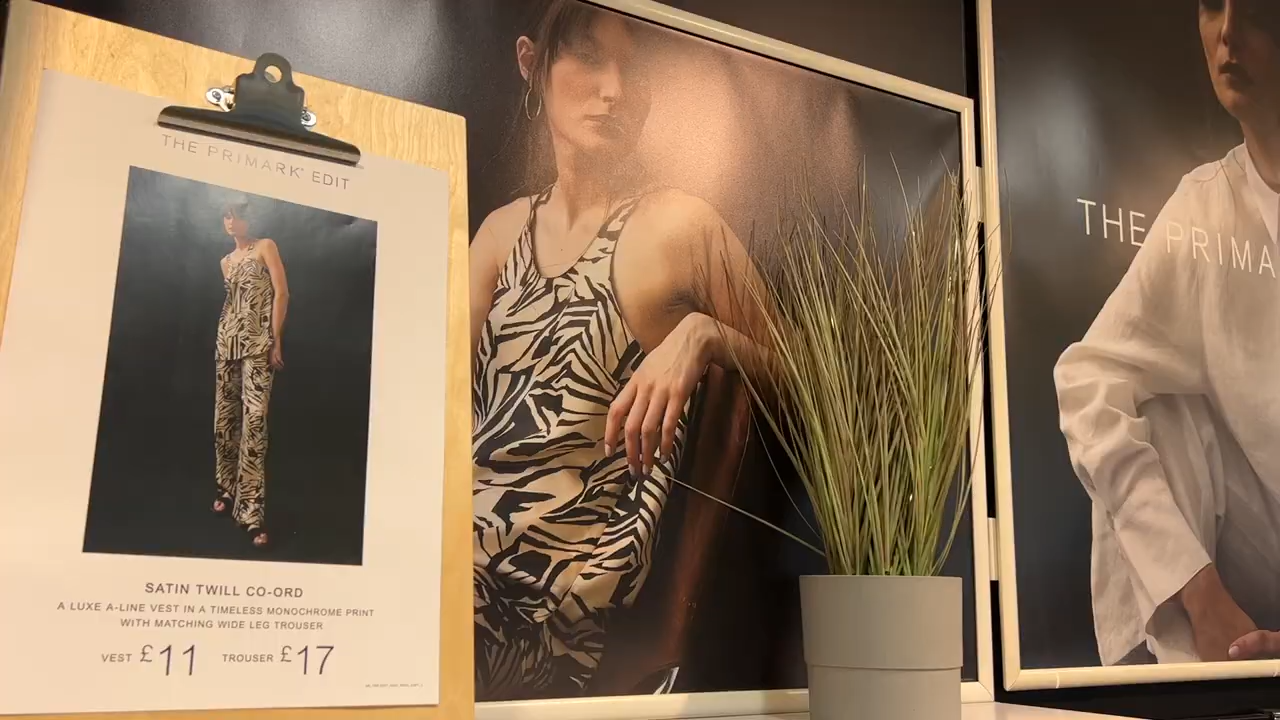 THE PRIMARK® EDIT
SATIN TWILL CO-ORD
A LUXE A-LINE VEST IN A TIMELESS MONOCHROME PRINT
WITH MATCHING WIDE LEG TROUSER
VEST £11 TROUSER £17
THE PRIMA